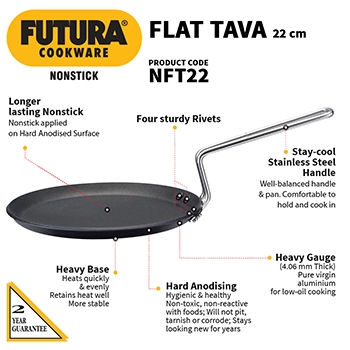 FUTURA®
COOKWARE
NONSTICK
FLAT TAVA 22 cm
PRODUCT CODE
NFT22
Longer
lasting Nonstick
Nonstick applied
on Hard Anodised Surface
Four sturdy Rivets
Stay-cool
Stainless Steel
Handle
Well-balanced handle
& pan. Comfortable to
hold and cook in
Heavy Base
Heats quickly
& evenly
Retains heat well
More stable
Hard Anodising
Hygienic & healthy
Non-toxic, non-reactive
with foods; Will not pit,
tarnish or corrode; Stays
looking new for years
Heavy Gauge
(4.06 mm Thick)
Pure virgin
aluminium
for low-oil cooking
2
YEAR
GUARANTEE